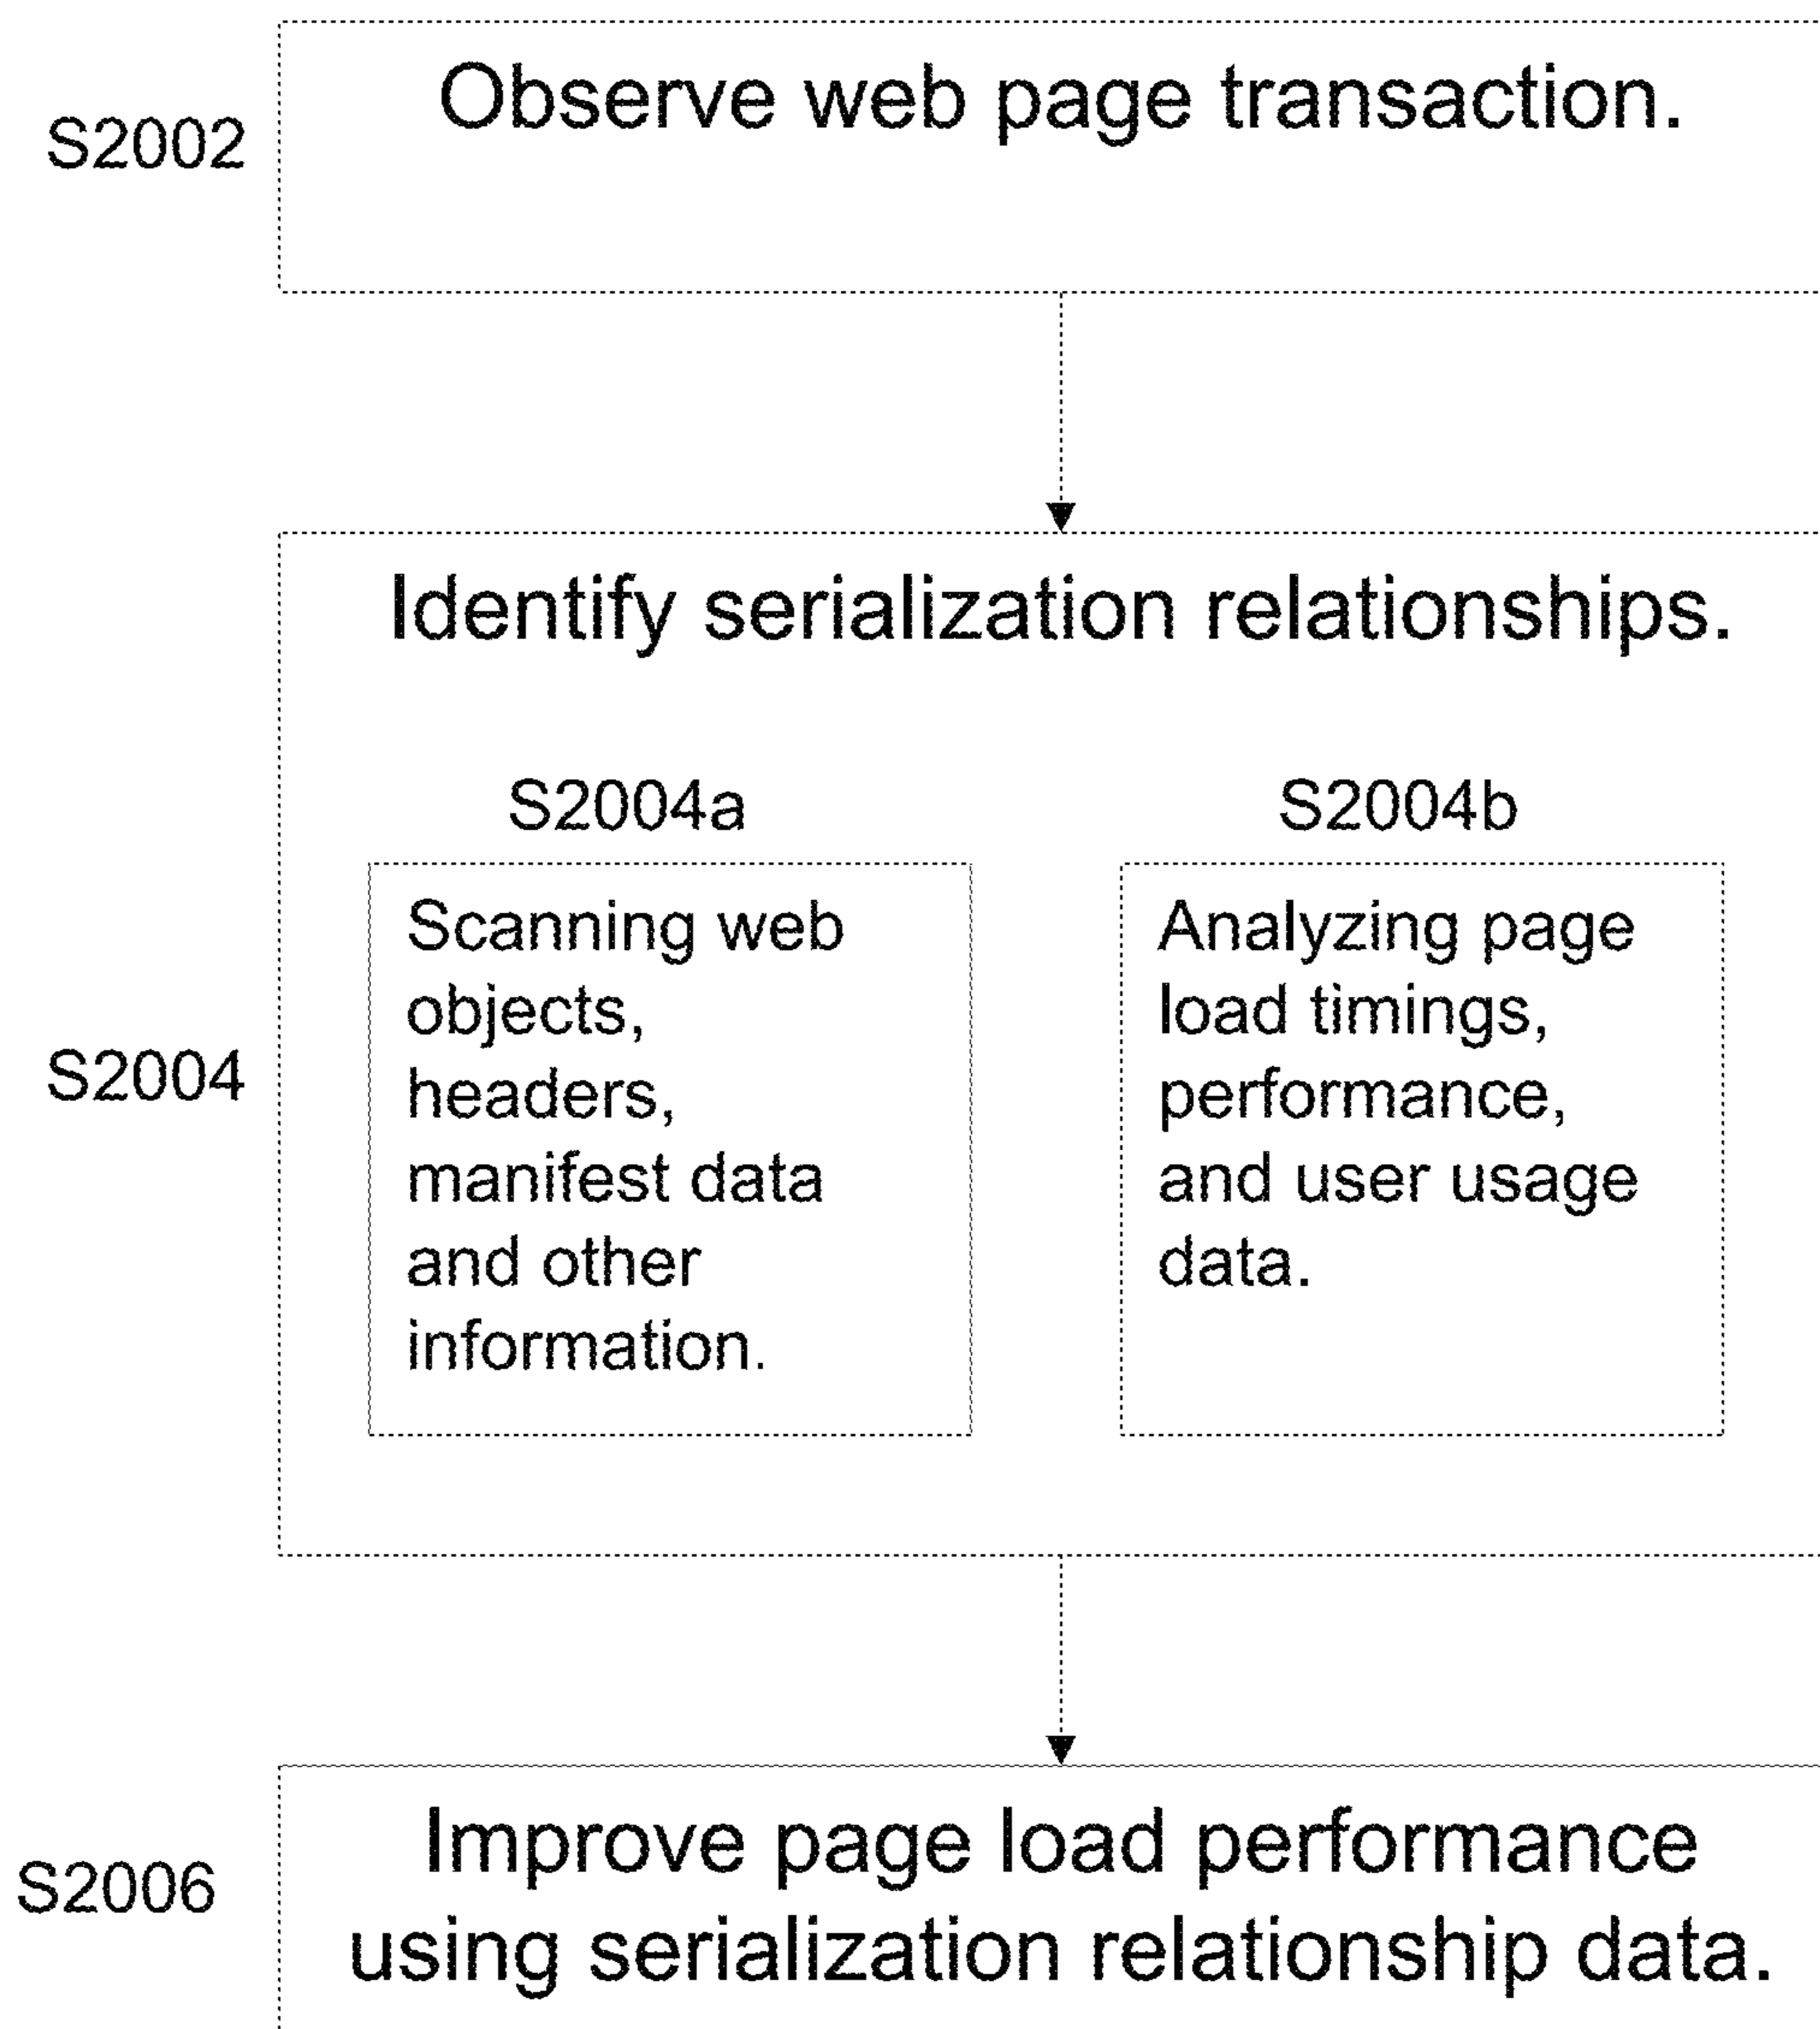 S2002
Observe web page transaction.
Identify serialization relationships.
S2004
S2004a
Scanning web
objects,
headers,
manifest data
and other
information.
S2004b
Analyzing page
load timings,
performance,
and user usage
data.
S2006
Improve page load performance
using serialization relationship data.